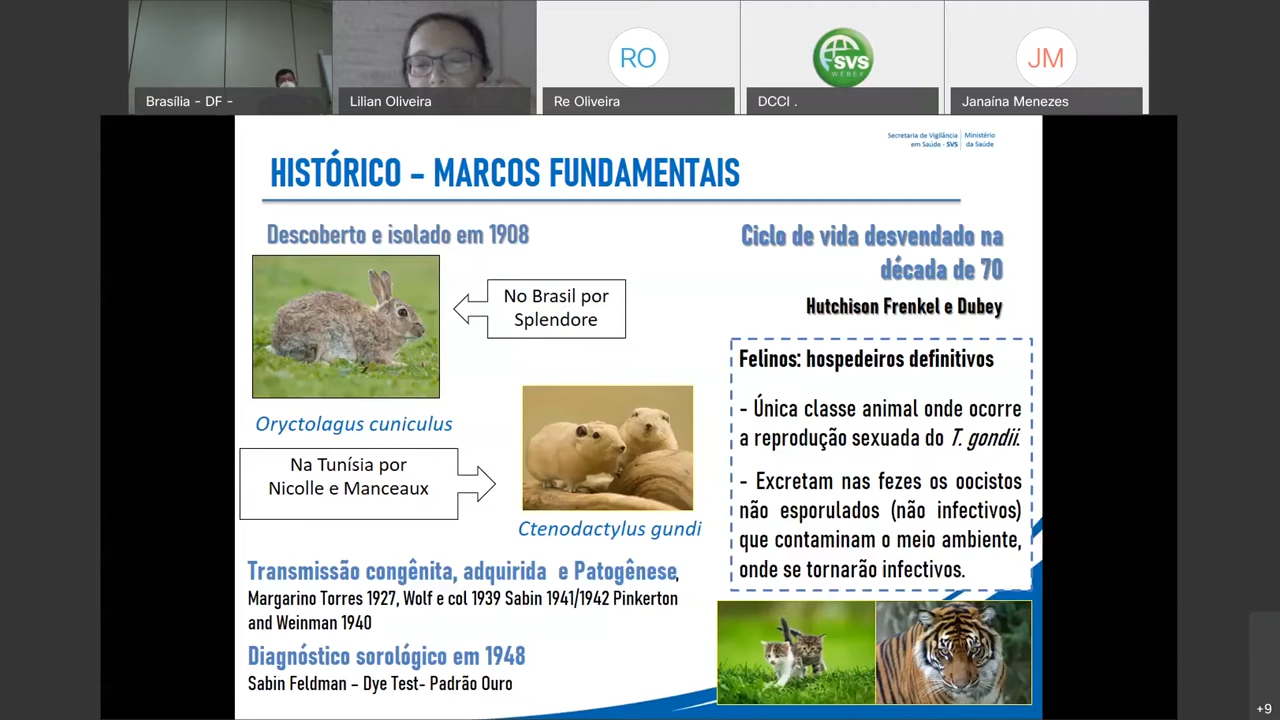 RO
SVS
WEBEX
JM
Brasília - DF -
Lilian Oliveira
Re Oliveira
DCCI .
Janaína Menezes
Secretaria de Vigilância
em Saúde - SVS
Ministério
da Saúde
HISTÓRICO – MARCOS FUNDAMENTAIS
Descoberto e isolado em 1908
No Brasil por
Splendore
Oryctolagus cuniculus
Na Tunísia por
Nicolle e Manceaux
Ctenodactylus gundi
Transmissão congênita, adquirida e Patogênese,
Margarino Torres 1927, Wolf e col 1939 Sabin 1941/1942 Pinkerton
and Weinman 1940
Diagnóstico sorológico em 1948
Sabin Feldman – Dye Test- Padrão Ouro
Ciclo de vida desvendado na
década de 70
Hutchison Frenkel e Dubey
Felinos: hospedeiros definitivos
- Única classe animal onde ocorre
a reprodução sexuada do T. gondii.
- Excretam nas fezes os oocistos
não esporulados (não infectivos)
que contaminam o meio ambiente,
onde se tornarão infectivos.
+9